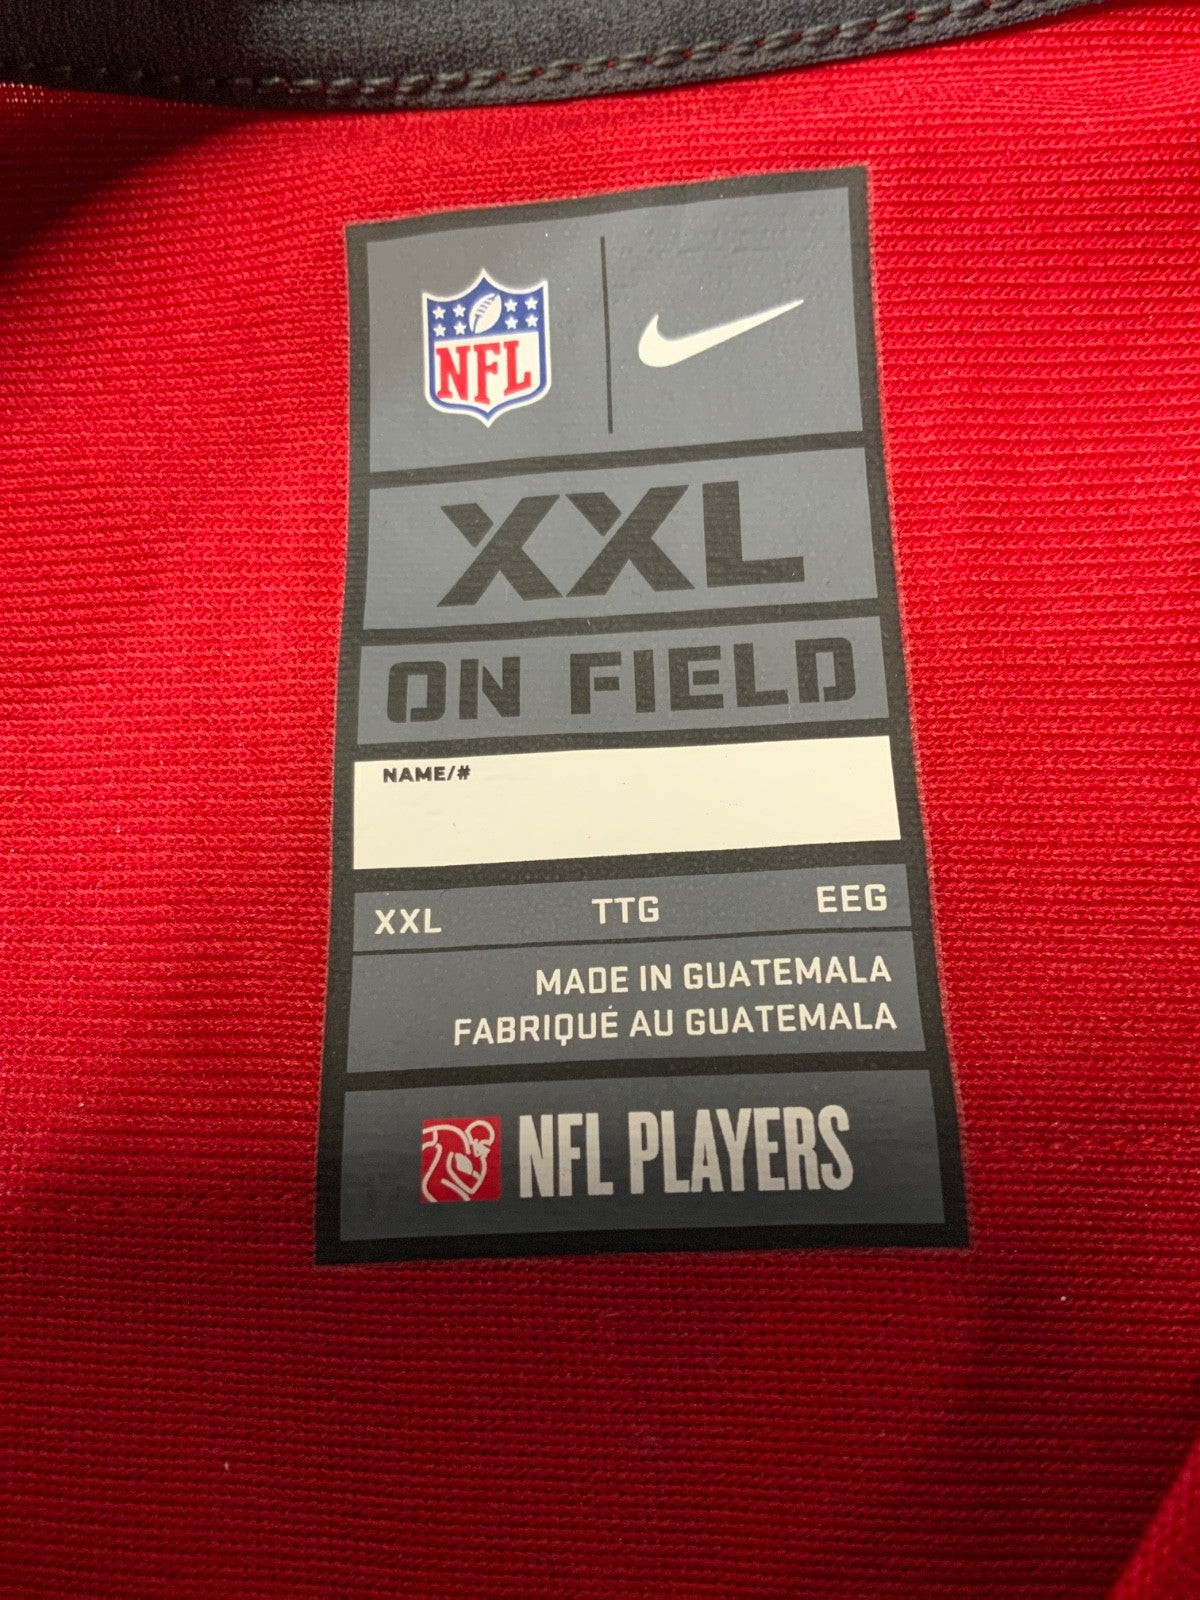 NFL
XXL
ON FIELD
NAME/#
XXL TTG EEG
MADE IN GUATEMALA
FABRIQUÉ AU GUATEMALA
NFL PLAYERS